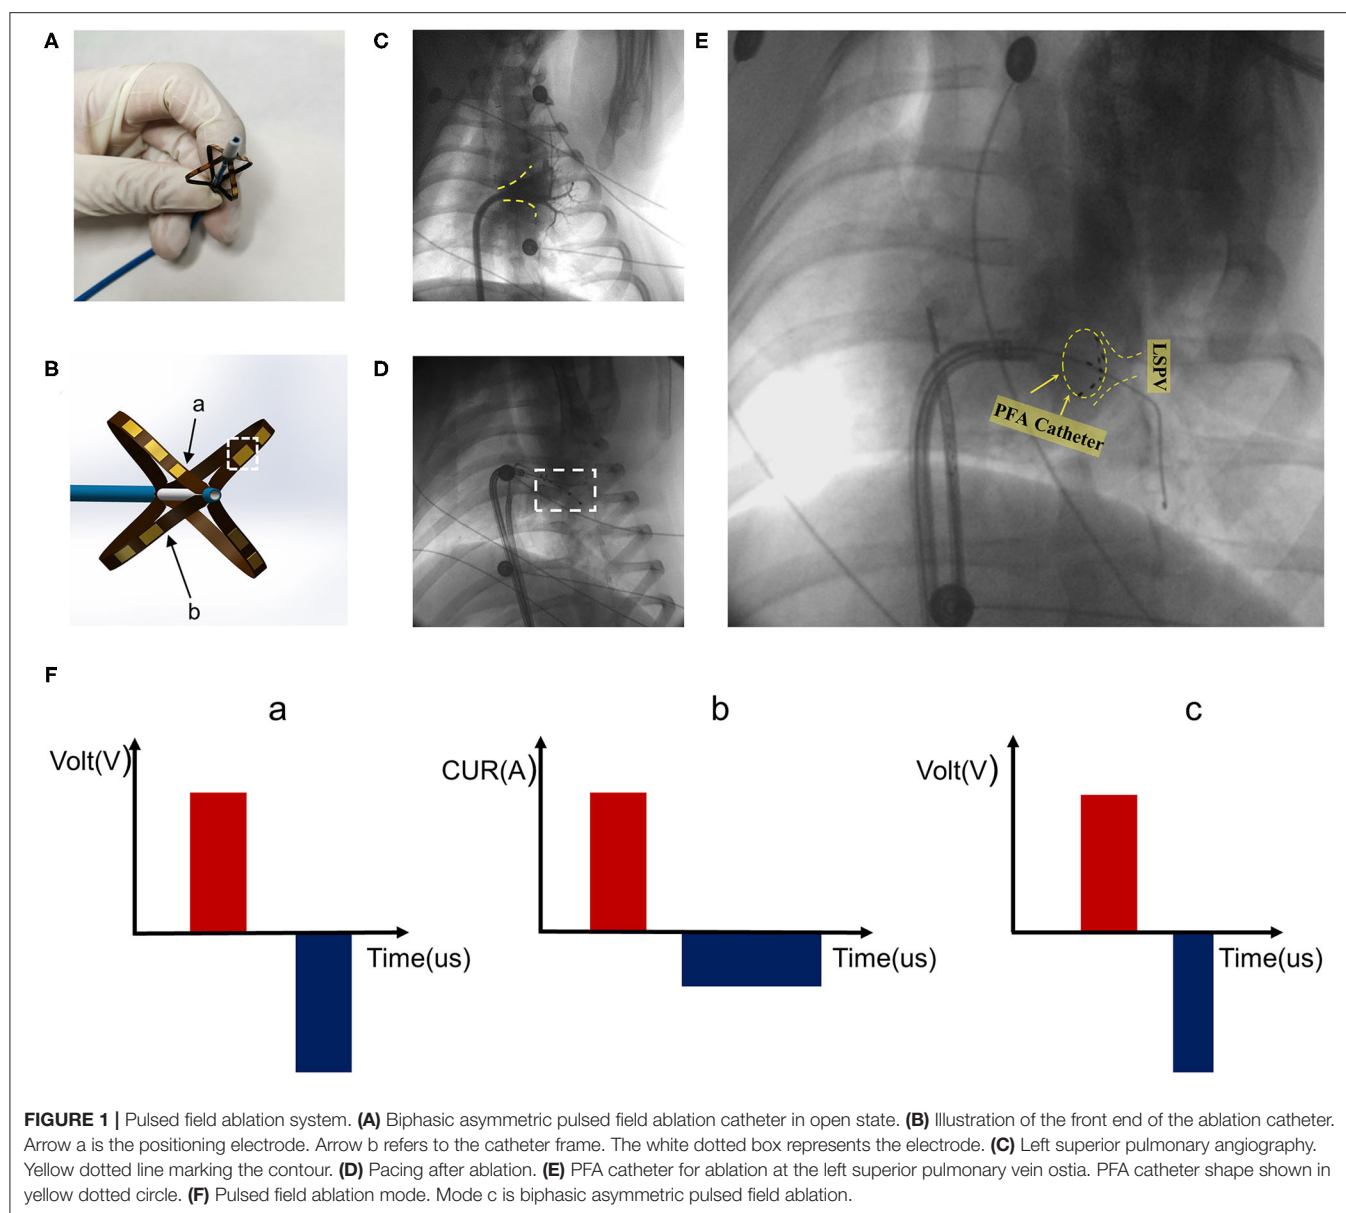 A
C
E
B
a
b
D
LSPV
PFA Catheter
F
a
b
c
Volt(V)
CUR(A)
Volt(V)
Time(us)
Time(us)
Time(us)
FIGURE 1 | Pulsed field ablation system. (A) Biphasic asymmetric pulsed field ablation catheter in open state. (B) Illustration of the front end of the ablation catheter.
Arrow a is the positioning electrode. Arrow b refers to the catheter frame. The white dotted box represents the electrode. (C) Left superior pulmonary angiography.
Yellow dotted line marking the contour. (D) Pacing after ablation. (E) PFA catheter for ablation at the left superior pulmonary vein ostia. PFA catheter shape shown in
yellow dotted circle. (F) Pulsed field ablation mode. Mode c is biphasic asymmetric pulsed field ablation.